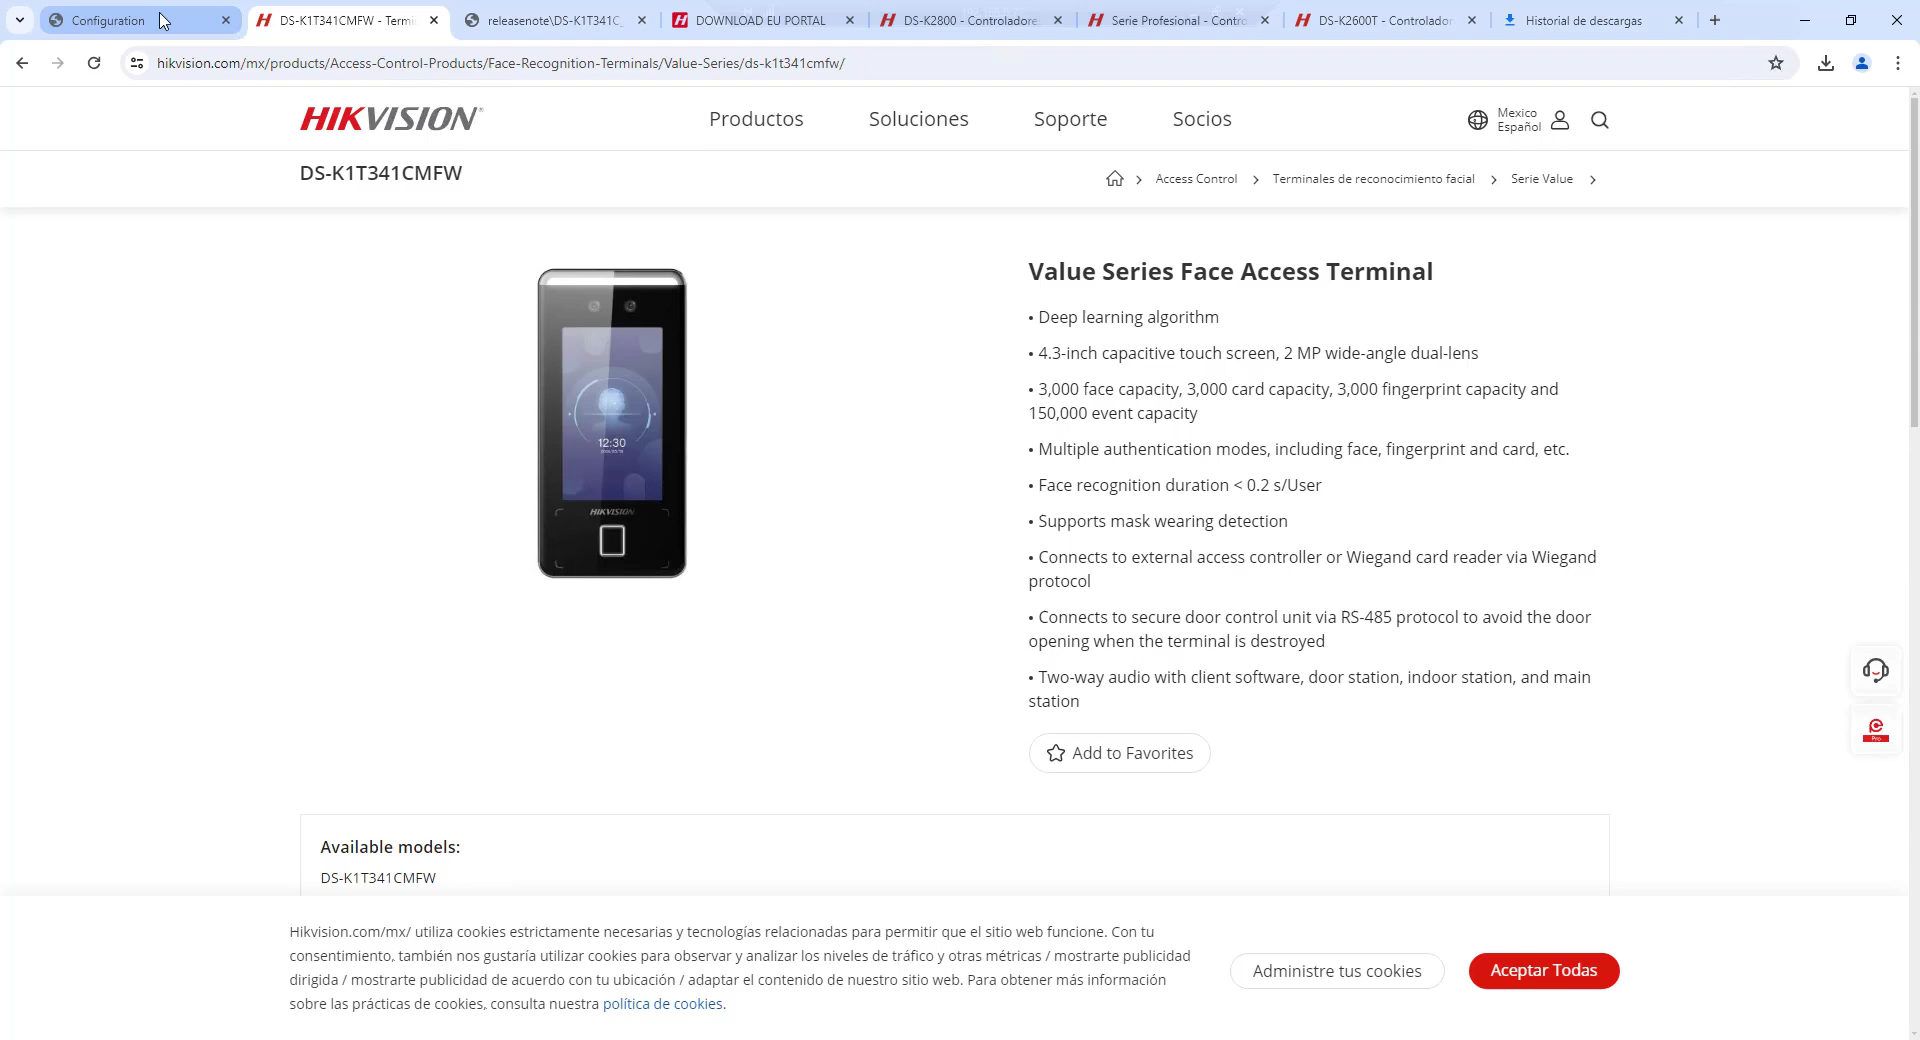 Configuration
DS-K1T341CMFW - Termi
releasenote\DS-K1T341C_
DOWNLOAD EU PORTAL
DS-K2800 - Controladore
Serie Profesional - Contro
DS-K2600T - Controlador
Historial de descargas
hikvision.com/mx/products/Access-Control-Products/Face-Recognition-Terminals/Value-Series/ds-k1t341cmfw/
HIKVISION
Productos
Soluciones
Soporte
Socios
Mexico
Español
DS-K1T341CMFW
Access Control
Terminales de reconocimiento facial
Serie Value
Value Series Face Access Terminal
• Deep learning algorithm
• 4.3-inch capacitive touch screen, 2 MP wide-angle dual-lens
• 3,000 face capacity, 3,000 card capacity, 3,000 fingerprint capacity and
150,000 event capacity
• Multiple authentication modes, including face, fingerprint and card, etc.
• Face recognition duration < 0.2 s/User
• Supports mask wearing detection
• Connects to external access controller or Wiegand card reader via Wiegand
protocol
• Connects to secure door control unit via RS-485 protocol to avoid the door
opening when the terminal is destroyed
• Two-way audio with client software, door station, indoor station, and main
station
12:30
HIKVISION
Add to Favorites
Pro
Available models:
DS-K1T341CMFW
Hikvision.com/mx/ utiliza cookies estrictamente necesarias y tecnologías relacionadas para permitir que el sitio web funcione. Con tu
consentimiento, también nos gustaría utilizar cookies para observar y analizar los niveles de tráfico y otras métricas / mostrarte publicidad
dirigida / mostrarte publicidad de acuerdo con tu ubicación / adaptar el contenido de nuestro sitio web. Para obtener más información
sobre las prácticas de cookies, consulta nuestra política de cookies.
Administre tus cookies
Aceptar Todas